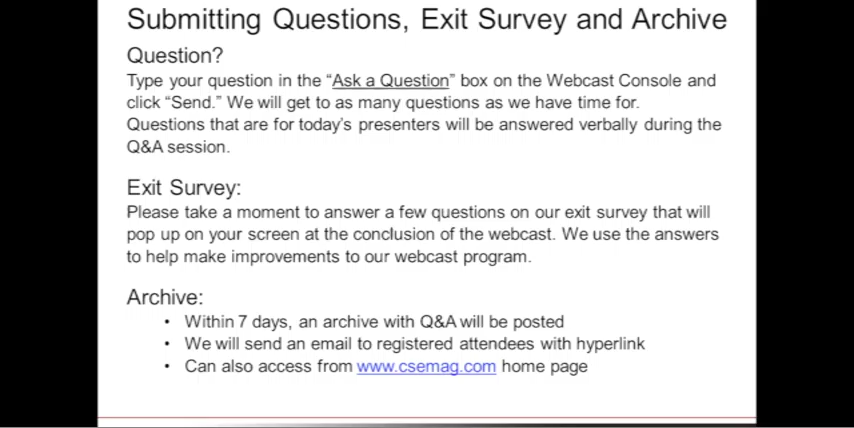 Submitting Questions, Exit Survey and Archive
Question?
Type your question in the “Ask a Question” box on the Webcast Console and
click “Send.” We will get to as many questions as we have time for.
Questions that are for today's presenters will be answered verbally during the
Q&A session.
Exit Survey:
Please take a moment to answer a few questions on our exit survey that will
pop up on your screen at the conclusion of the webcast. We use the answers
to help make improvements to our webcast program.
Archive:
• Within 7 days, an archive with Q&A will be posted
• We will send an email to registered attendees with hyperlink
• Can also access from www.csemag.com home page